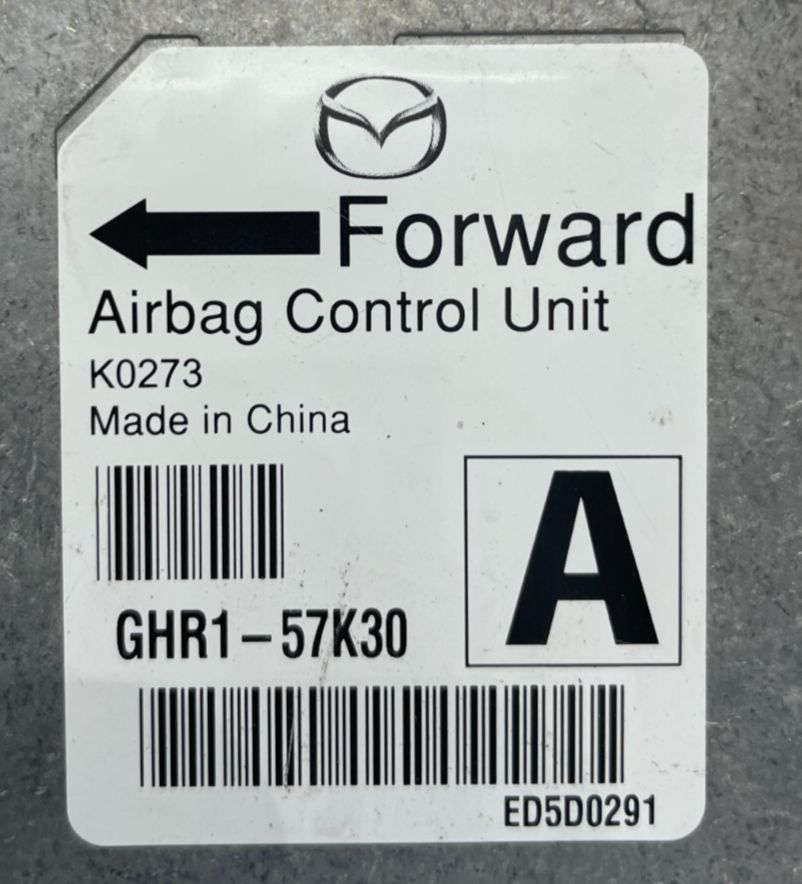 Forward
Airbag Control Unit
K0273
Made in China
A
GHR1-57K30
ED5D0291